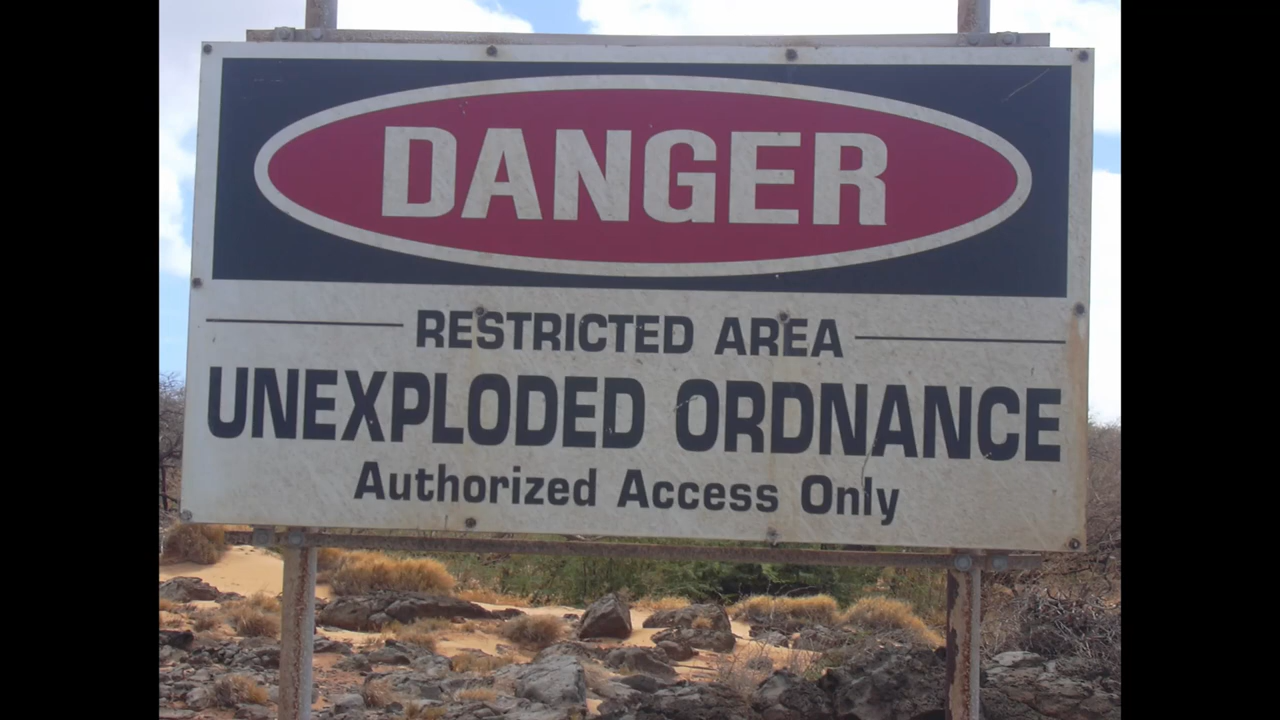 DANGER
RESTRICTED AREA
UNEXPLODED ORDNANCE
Authorized Access Only